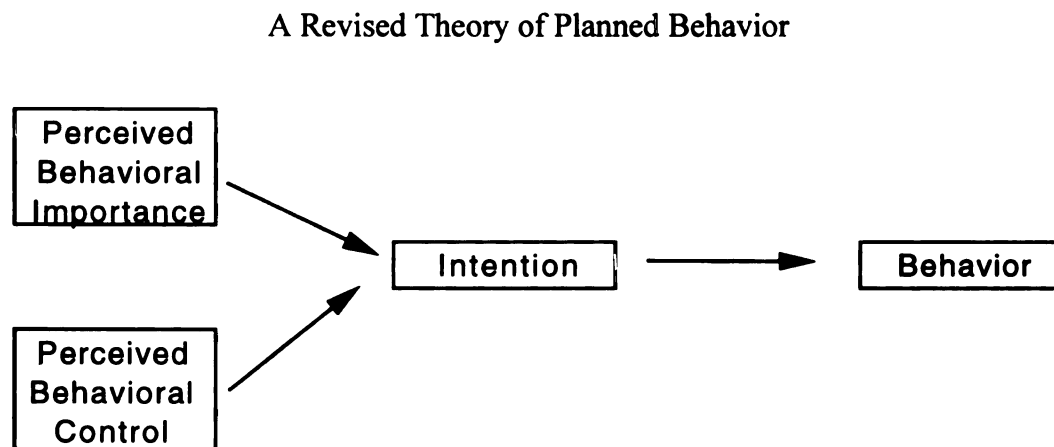 A Revised Theory of Planned Behavior
Perceived
Behavioral
Importance
Intention
Behavior
Perceived
Behavioral
Control